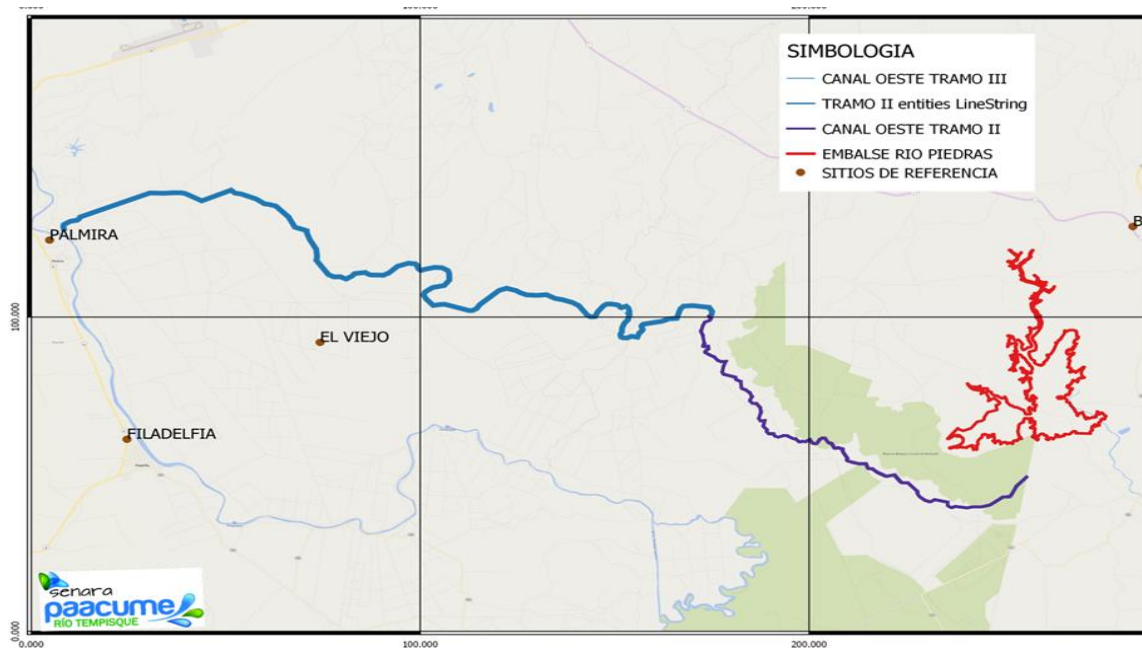 SIMBOLOGIA
CANAL OESTE TRAMO III
TRAMO II entities LineString
CANAL OESTE TRAMO II
EMBALSE RIO PIEDRAS
SITIOS DE REFERENCIA
PALMIRA
B
100.000
EL VIEJO
FILADELFIA
senara
paacume
RÍO TEMPISQUE
0.000
0.000
100.000
200.000